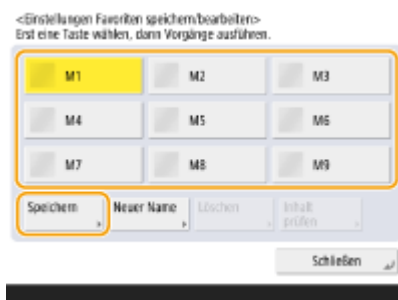 <Einstellungen Favoriten speichern/bearbeiten>
Erst eine Taste wählen, dann Vorgänge ausführen.
M1 M2 M3
M4 M5 M6
M7 M8 M9
Speichern Neuer Name Löschen Inhalt
prüfen
Schließen